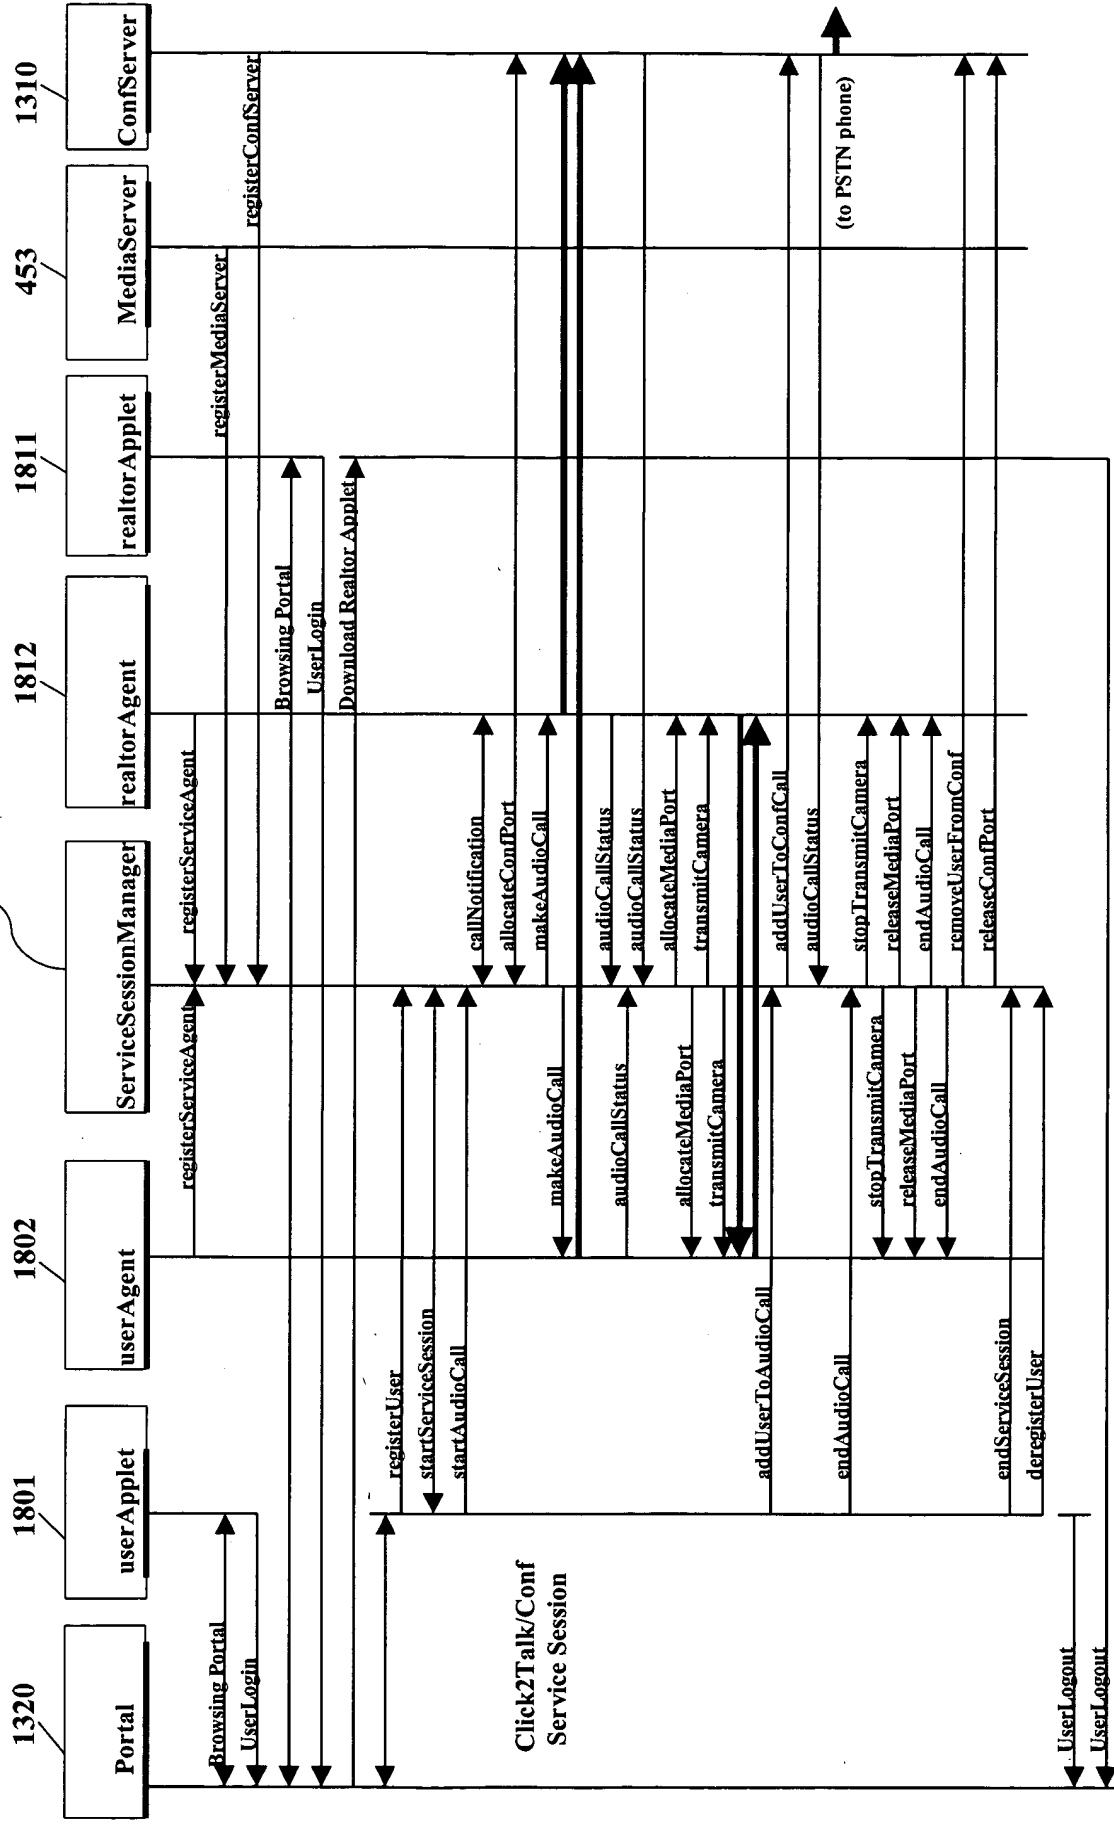 1320
1801
1802
1812
1811
453
1310
Portal
userApplet
userAgent
ServiceSessionManager
realtorAgent
realtorApplet
MediaServer
ConfServer
registerServiceAgent
registerServiceAgent
Browsing Portal
registerMediaServer
UserLogin
registerConfServer
Browsing Portal
UserLogin
Download Realtor Applet
registerUser
startServiceSession
startAudioCall
callNotification
allocateConfPort
makeAudioCall
makeAudioCall
Click2Talk/Conf
Service Session
audioCallStatus
audioCallStatus
audioCallStatus
allocateMediaPort
allocateMediaPort
transmitCamera
transmitCamera
addUserToAudioCall
addUserToConfCall
audioCallStatus
(to PSTN phone)
endAudioCall
stopTransmitCamera
stopTransmitCamera
releaseMediaPort
releaseMediaPort
endAudioCall
endAudioCall
removeUserFromConf
releaseConfPort
endServiceSession
deregisterUser
UserLogout
UserLogout